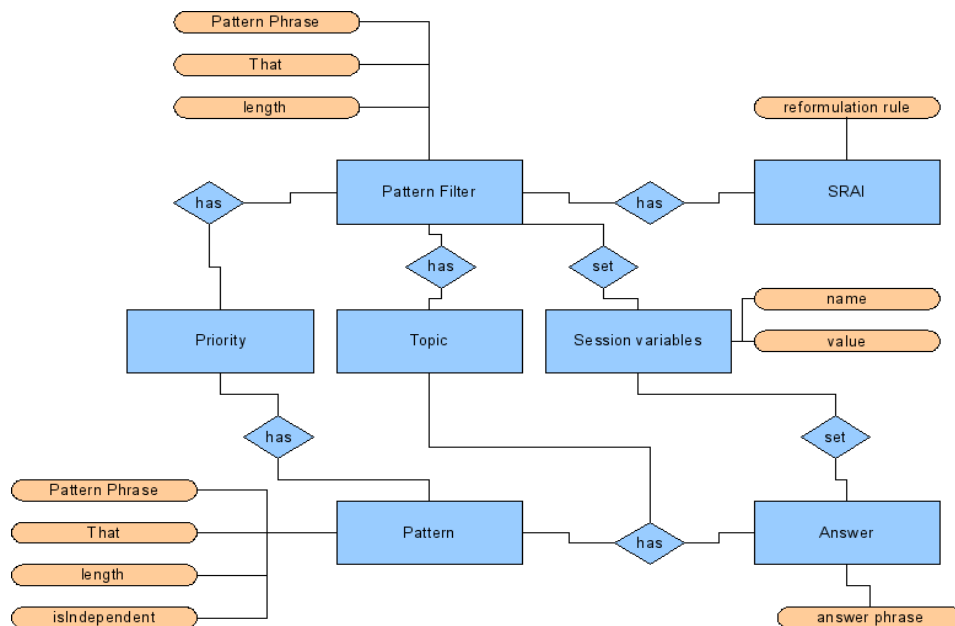 Pattern Phrase
That
length
reformulation rule
Pattern Filter
SRAI
has
has
has
set
name
value
Priority
Topic
Session variables
has
set
Pattern Phrase
That
length
isIndependent
Pattern
has
Answer
answer phrase